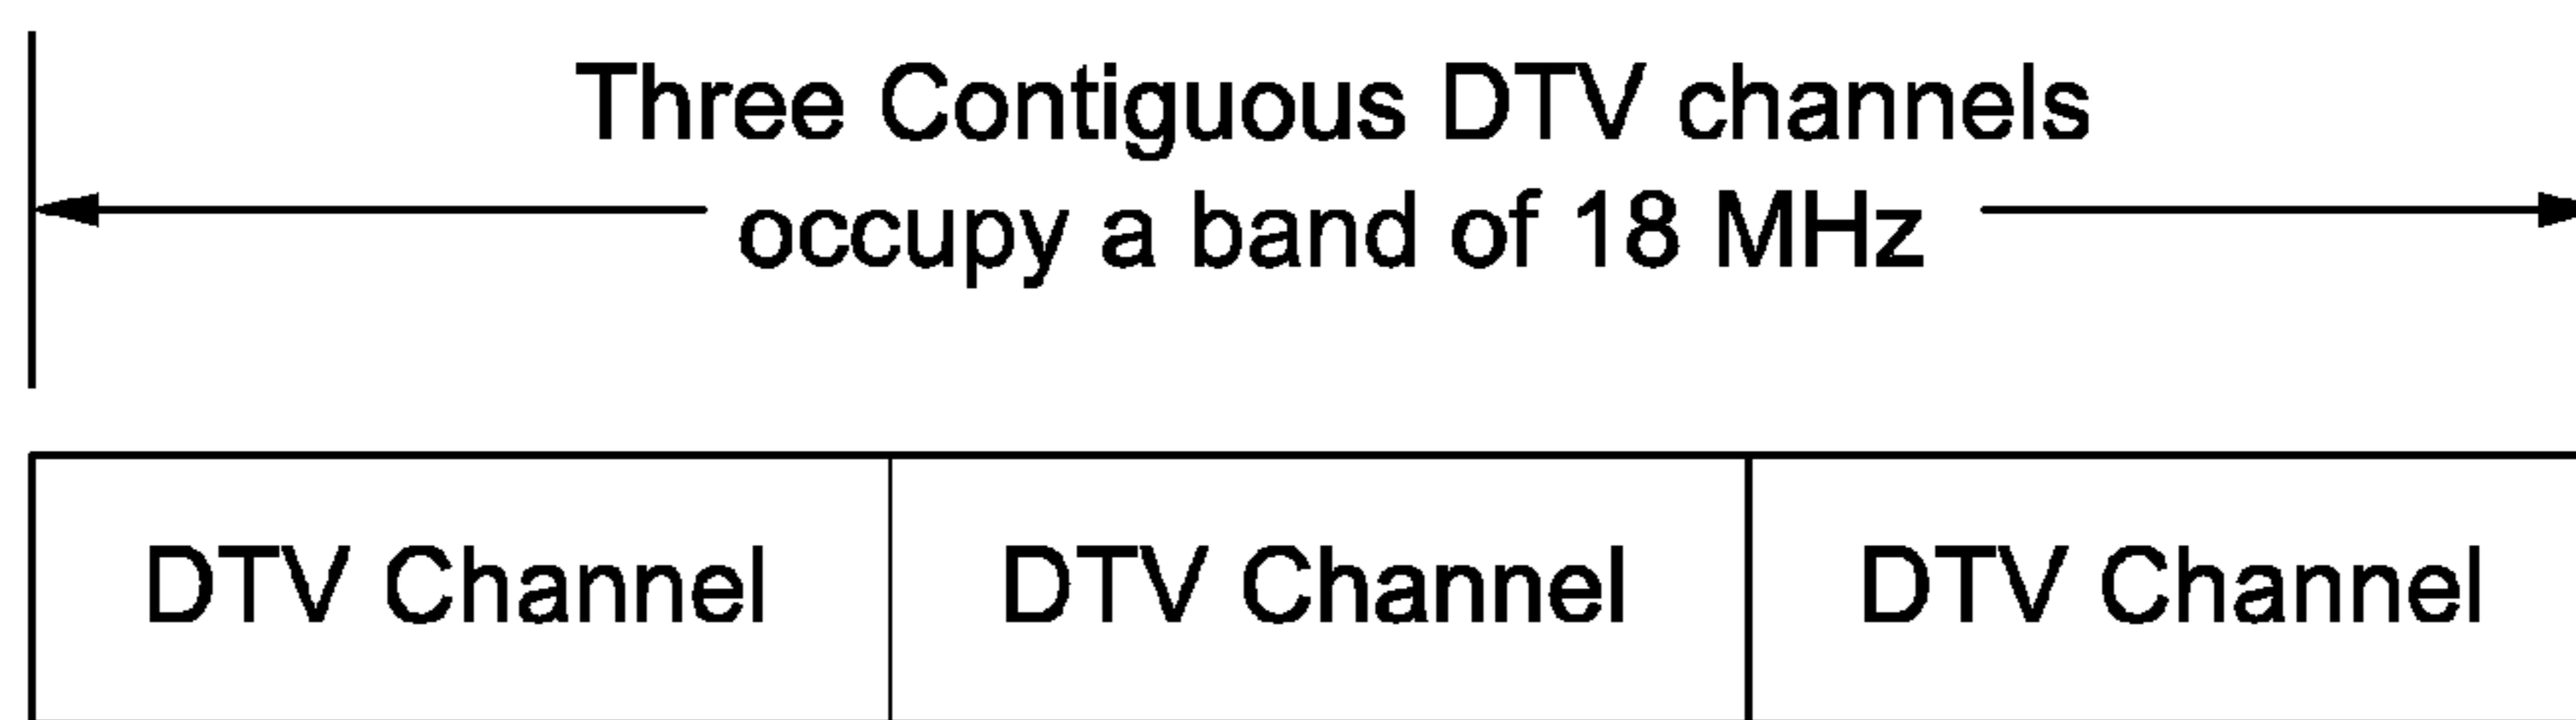 Three Contiguous DTV channels
occupy a band of 18 MHz
DTV Channel DTV Channel DTV Channel